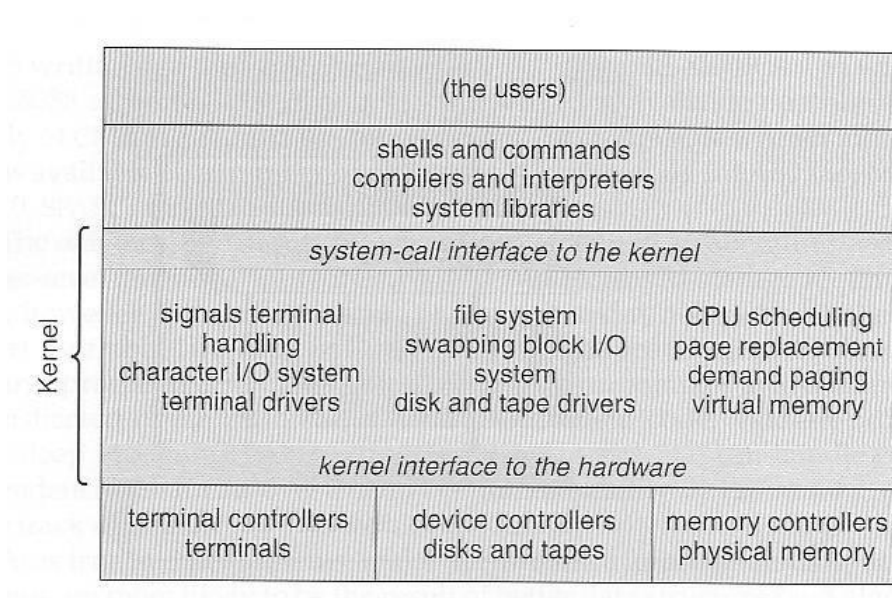 (the users)
shells and commands
compilers and interpreters
system libraries
system-call interface to the kernel
Kernel
signals terminal
handling
character I/O system
terminal drivers
file system
swapping block I/O
system
disk and tape drivers
CPU scheduling
page replacement
demand paging
virtual memory
kernel interface to the hardware
terminal controllers
terminals
device controllers
disks and tapes
memory controllers
physical memory